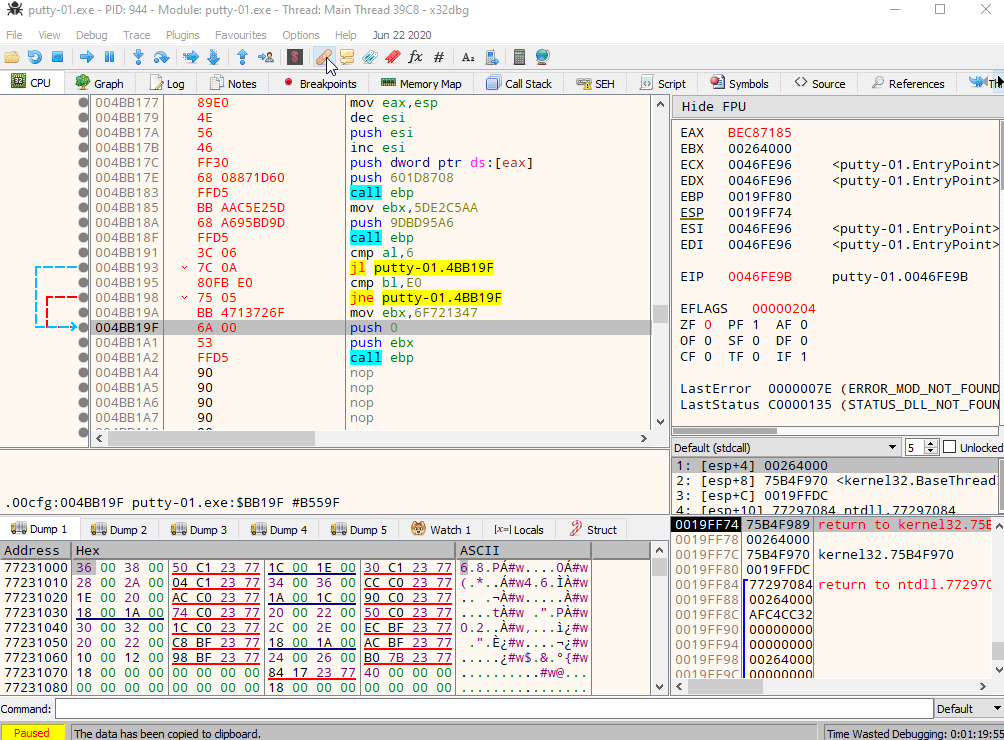 putty-01.exe - PID: 944 - Module: putty-01.exe - Thread: Main Thread 39C8 - x32dbg
File View Debug Trace Plugins Favourites Options Help Jun 22 2020
CPU Graph Log Notes Breakpoints Memory Map Call Stack SEH Script Symbols Source References
004BB177 89E0 mov eax,esp
004BB179 4E dec esi
004BB17A 56 push esi
004BB17B 46 inc esi
004BB17C FF30 push dword ptr ds:[eax]
004BB17E 68 08871D60 push 601D8708
004BB183 FFD5 call ebp
004BB185 BB AAC5E25D mov ebx,5DE2C5AA
004BB18A 68 A695BD9D push 9DBD95A6
004BB18F FFD5 call ebp
004BB191 3C 06 cmp al,6
004BB193 7C 0A jl putty-01.4BB19F
004BB195 80FB E0 cmp bl,E0
004BB198 75 05 jne putty-01.4BB19F
004BB19A BB 4713726F mov ebx,6F721347
004BB19F 6A 00 push 0
004BB1A1 53 push ebx
004BB1A2 FFD5 call ebp
004BB1A4 90 nop
004BB1A5 90 nop
004BB1A6 90 nop
004BB1A7 90 nop
Hide FPU
EAX BEC87185
EBX 00264000
ECX 0046FE96 <putty-01.EntryPoint>
EDX 0046FE96 <putty-01.EntryPoint>
EBP 0019FF80
ESP 0019FF74
ESI 0046FE96 <putty-01.EntryPoint>
EDI 0046FE96 <putty-01.EntryPoint>
EIP 0046FE9B putty-01.0046FE9B
EFLAGS 00000204
ZF 0 PF 1 AF 0
OF 0 SF 0 DF 0
CF 0 TF 0 IF 1
LastError 0000007E (ERROR_MOD_NOT_FOUND
LastStatus C0000135 (STATUS_DLL_NOT_FOUN
Default (stdcall) 5 Unlocked
1: [esp+4] 00264000
2: [esp+8] 75B4F970 <kernel32.BaseThread
3: [esp+C] 0019FFDC
4: [esp+10] 77297084 ntdll.77297084
.00cfg:004BB19F putty-01.exe:$BB19F #B559F
Dump 1 Dump 2 Dump 3 Dump 4 Dump 5 Watch 1 [x=] Locals Struct
Address Hex ASCII
77231000 36 00 38 00 50 C1 23 77 1C 00 1E 00 30 C1 23 77 6.8.PÁ#w....0Á#w
77231010 28 00 2A 00 04 C1 23 77 34 00 36 00 CC C0 23 77 (.*..Á#w4.6.ÌÀ#w
77231020 1E 00 20 00 AC C0 23 77 1A 00 1C 00 90 C0 23 77 .. .¬À#w.....À#w
77231030 18 00 1A 00 74 C0 23 77 20 00 22 00 50 C0 23 77 ....tÀ#w .".PÀ#w
77231040 30 00 32 00 1C C0 23 77 2C 00 2E 00 EC BF 23 77 0.2..À#w,...ì¿#w
77231050 20 00 22 00 C8 BF 23 77 18 00 1A 00 AC BF 23 77 .".È¿#w....¬¿#w
77231060 10 00 12 00 98 BF 23 77 24 00 26 00 B0 7B 23 77 .....¿#w$.&.°{#w
77231070 18 00 00 00 00 00 00 00 84 17 23 77 40 00 00 00 ..........#w@...
77231080 00 00 00 00 00 00 00 00 18 00 00 00 00 00 00 00 ................
0019FF74 75B4F989 return to kernel32.75B
0019FF78 00264000
0019FF7C 75B4F970 kernel32.75B4F970
0019FF80 0019FFDC
0019FF84 77297084 return to ntdll.772970
0019FF88 00264000
0019FF8C AFC4CC32
0019FF90 00000000
0019FF94 00000000
0019FF98 00264000
0019FF9C 00000000
Command: Default
Paused The data has been copied to clipboard. Time Wasted Debugging: 0:01:19:55